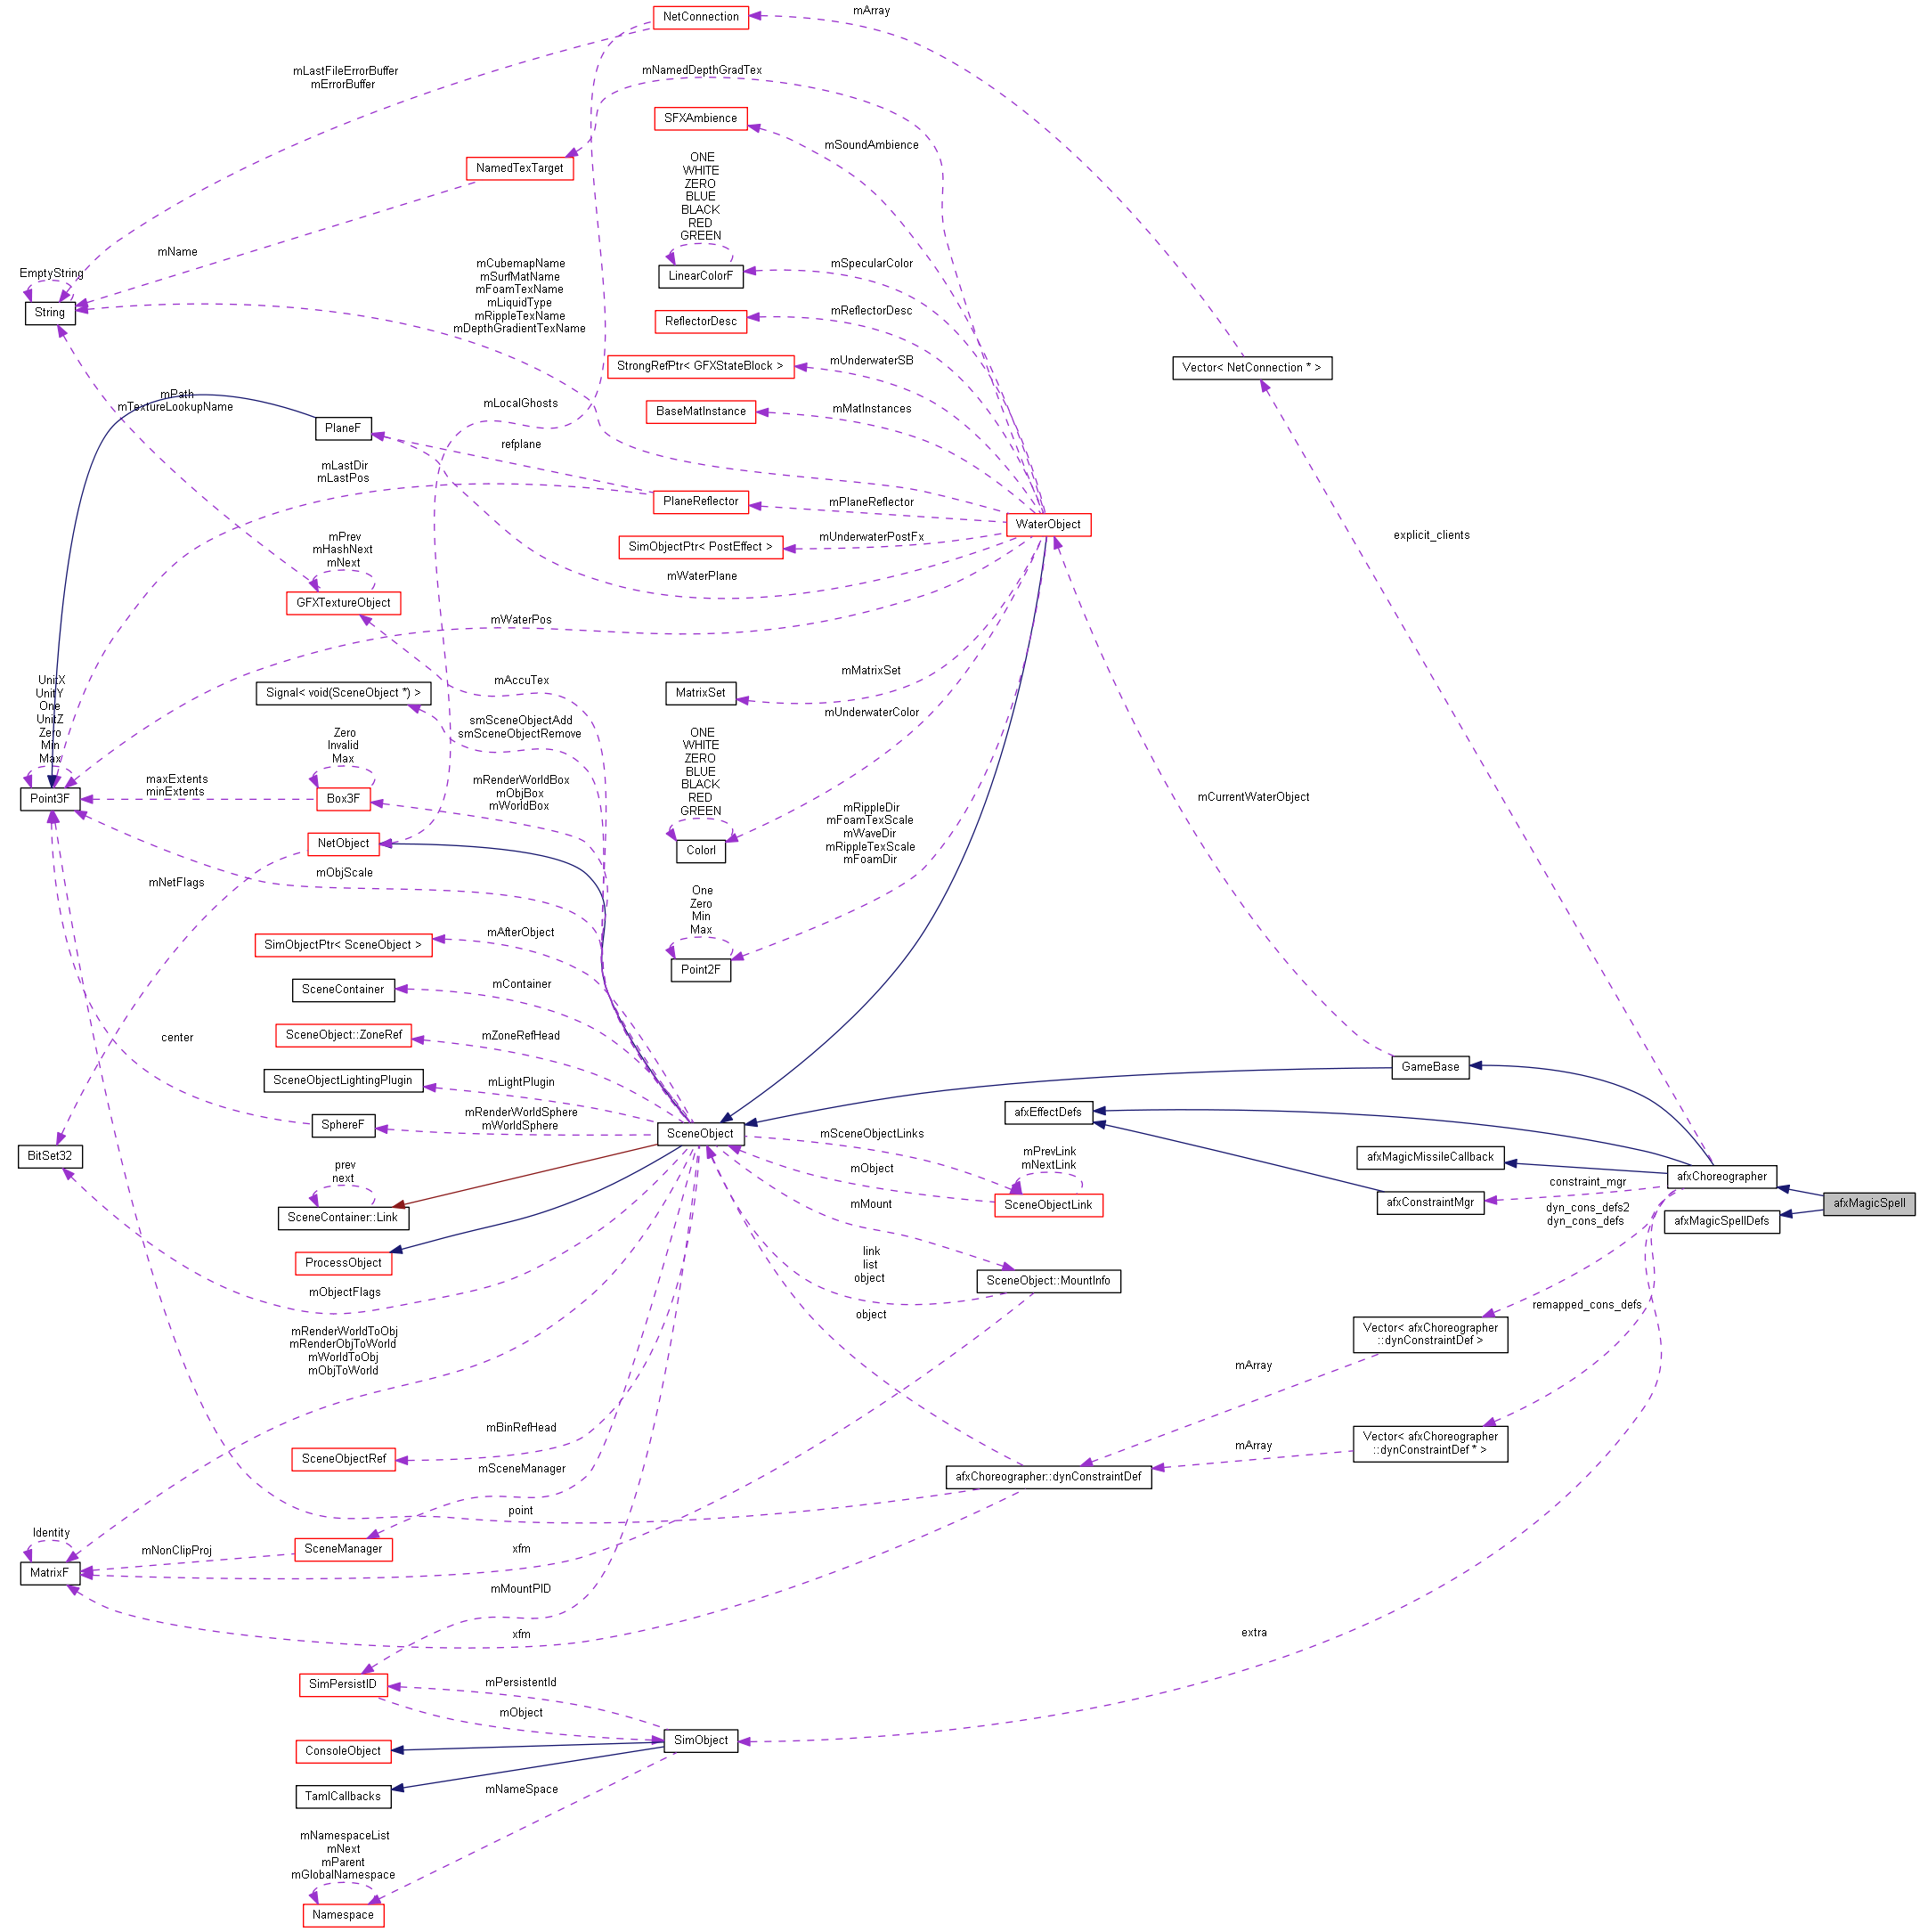 NetConnection
mArray
mLastFileErrorBuffer
mErrorBuffer
mNamedDepthGradTex
SFXAmbience
mSoundAmbience
NamedTexTarget
ONE
WHITE
ZERO
BLUE
BLACK
RED
GREEN
LinearColorF
mSpecularColor
mName
EmptyString
String
mCubemapName
mSurfMatName
mFoamTexName
mLiquidType
mRippleTexName
mDepthGradientTexName
ReflectorDesc
mReflectorDesc
StrongRefPtr< GFXStateBlock >
mUnderwaterSB
Vector< NetConnection * >
mPath
mTextureLookupName
mLocalGhosts
BaseMatInstance
mMatInstances
PlaneF
refplane
mLastDir
mLastPos
PlaneReflector
mPlaneReflector
WaterObject
explicit_clients
mPrev
mHashNext
mNext
SimObjectPtr< PostEffect >
mUnderwaterPostFx
mWaterPlane
GFXTextureObject
mWaterPos
UnitX
UnitY
One
UnitZ
Zero
Min
Max
Point3F
Signal< void(SceneObject *) >
mAccuTex
smSceneObjectAdd
smSceneObjectRemove
MatrixSet
mMatrixSet
mUnderwaterColor
Zero
Invalid
Max
Box3F
maxExtents
minExtents
mRenderWorldBox
mObjBox
mWorldBox
ONE
WHITE
ZERO
BLUE
BLACK
RED
GREEN
ColorI
mCurrentWaterObject
NetObject
mRippleDir
mFoamTexScale
mWaveDir
mRippleTexScale
mFoamDir
mNetFlags
mObjScale
One
Zero
Min
Max
Point2F
SimObjectPtr< SceneObject >
mAfterObject
SceneContainer
mContainer
SceneObject::ZoneRef
mZoneRefHead
center
SceneObjectLightingPlugin
mLightPlugin
GameBase
SphereF
mRenderWorldSphere
mWorldSphere
SceneObject
afxEffectDefs
mSceneObjectLinks
BitSet32
afxMagicMissileCallback
prev
next
SceneContainer::Link
mObject
mPrevLink
mNextLink
SceneObjectLink
constraint_mgr
afxChoreographer
afxMagicSpell
afxConstraintMgr
mMount
dyn_cons_defs2
dyn_cons_defs
afxMagicSpellDefs
ProcessObject
link
list
object
SceneObject::MountInfo
mObjectFlags
object
remapped_cons_defs
mRenderWorldToObj
mRenderObjToWorld
mWorldToObj
mObjToWorld
Vector< afxChoreographer
::dynConstraintDef >
mArray
mBinRefHead
SceneObjectRef
mSceneManager
mArray
Vector< afxChoreographer
::dynConstraintDef * >
afxChoreographer::dynConstraintDef
point
Identity
MatrixF
mNonClipProj
SceneManager
xfm
mMountPID
xfm
extra
SimPersistID
mPersistentId
mObject
SimObject
ConsoleObject
TamlCallbacks
mNameSpace
mNamespaceList
mNext
mParent
mGlobalNamespace
Namespace